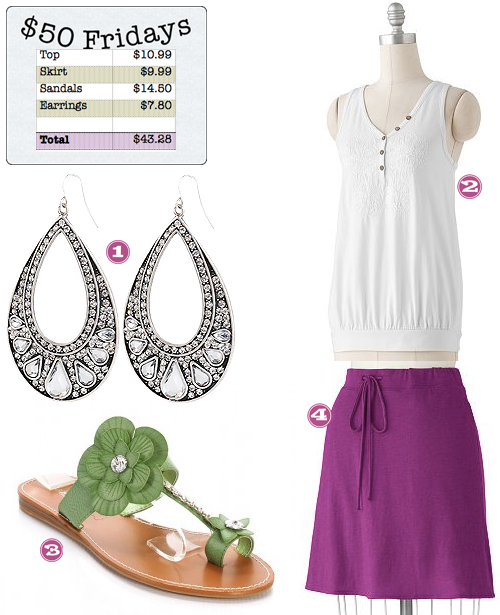 $50 Fridays
Top $10.99
Skirt $9.99
Sandals $14.50
Earrings $7.80
Total $43.28
1
2
3
4